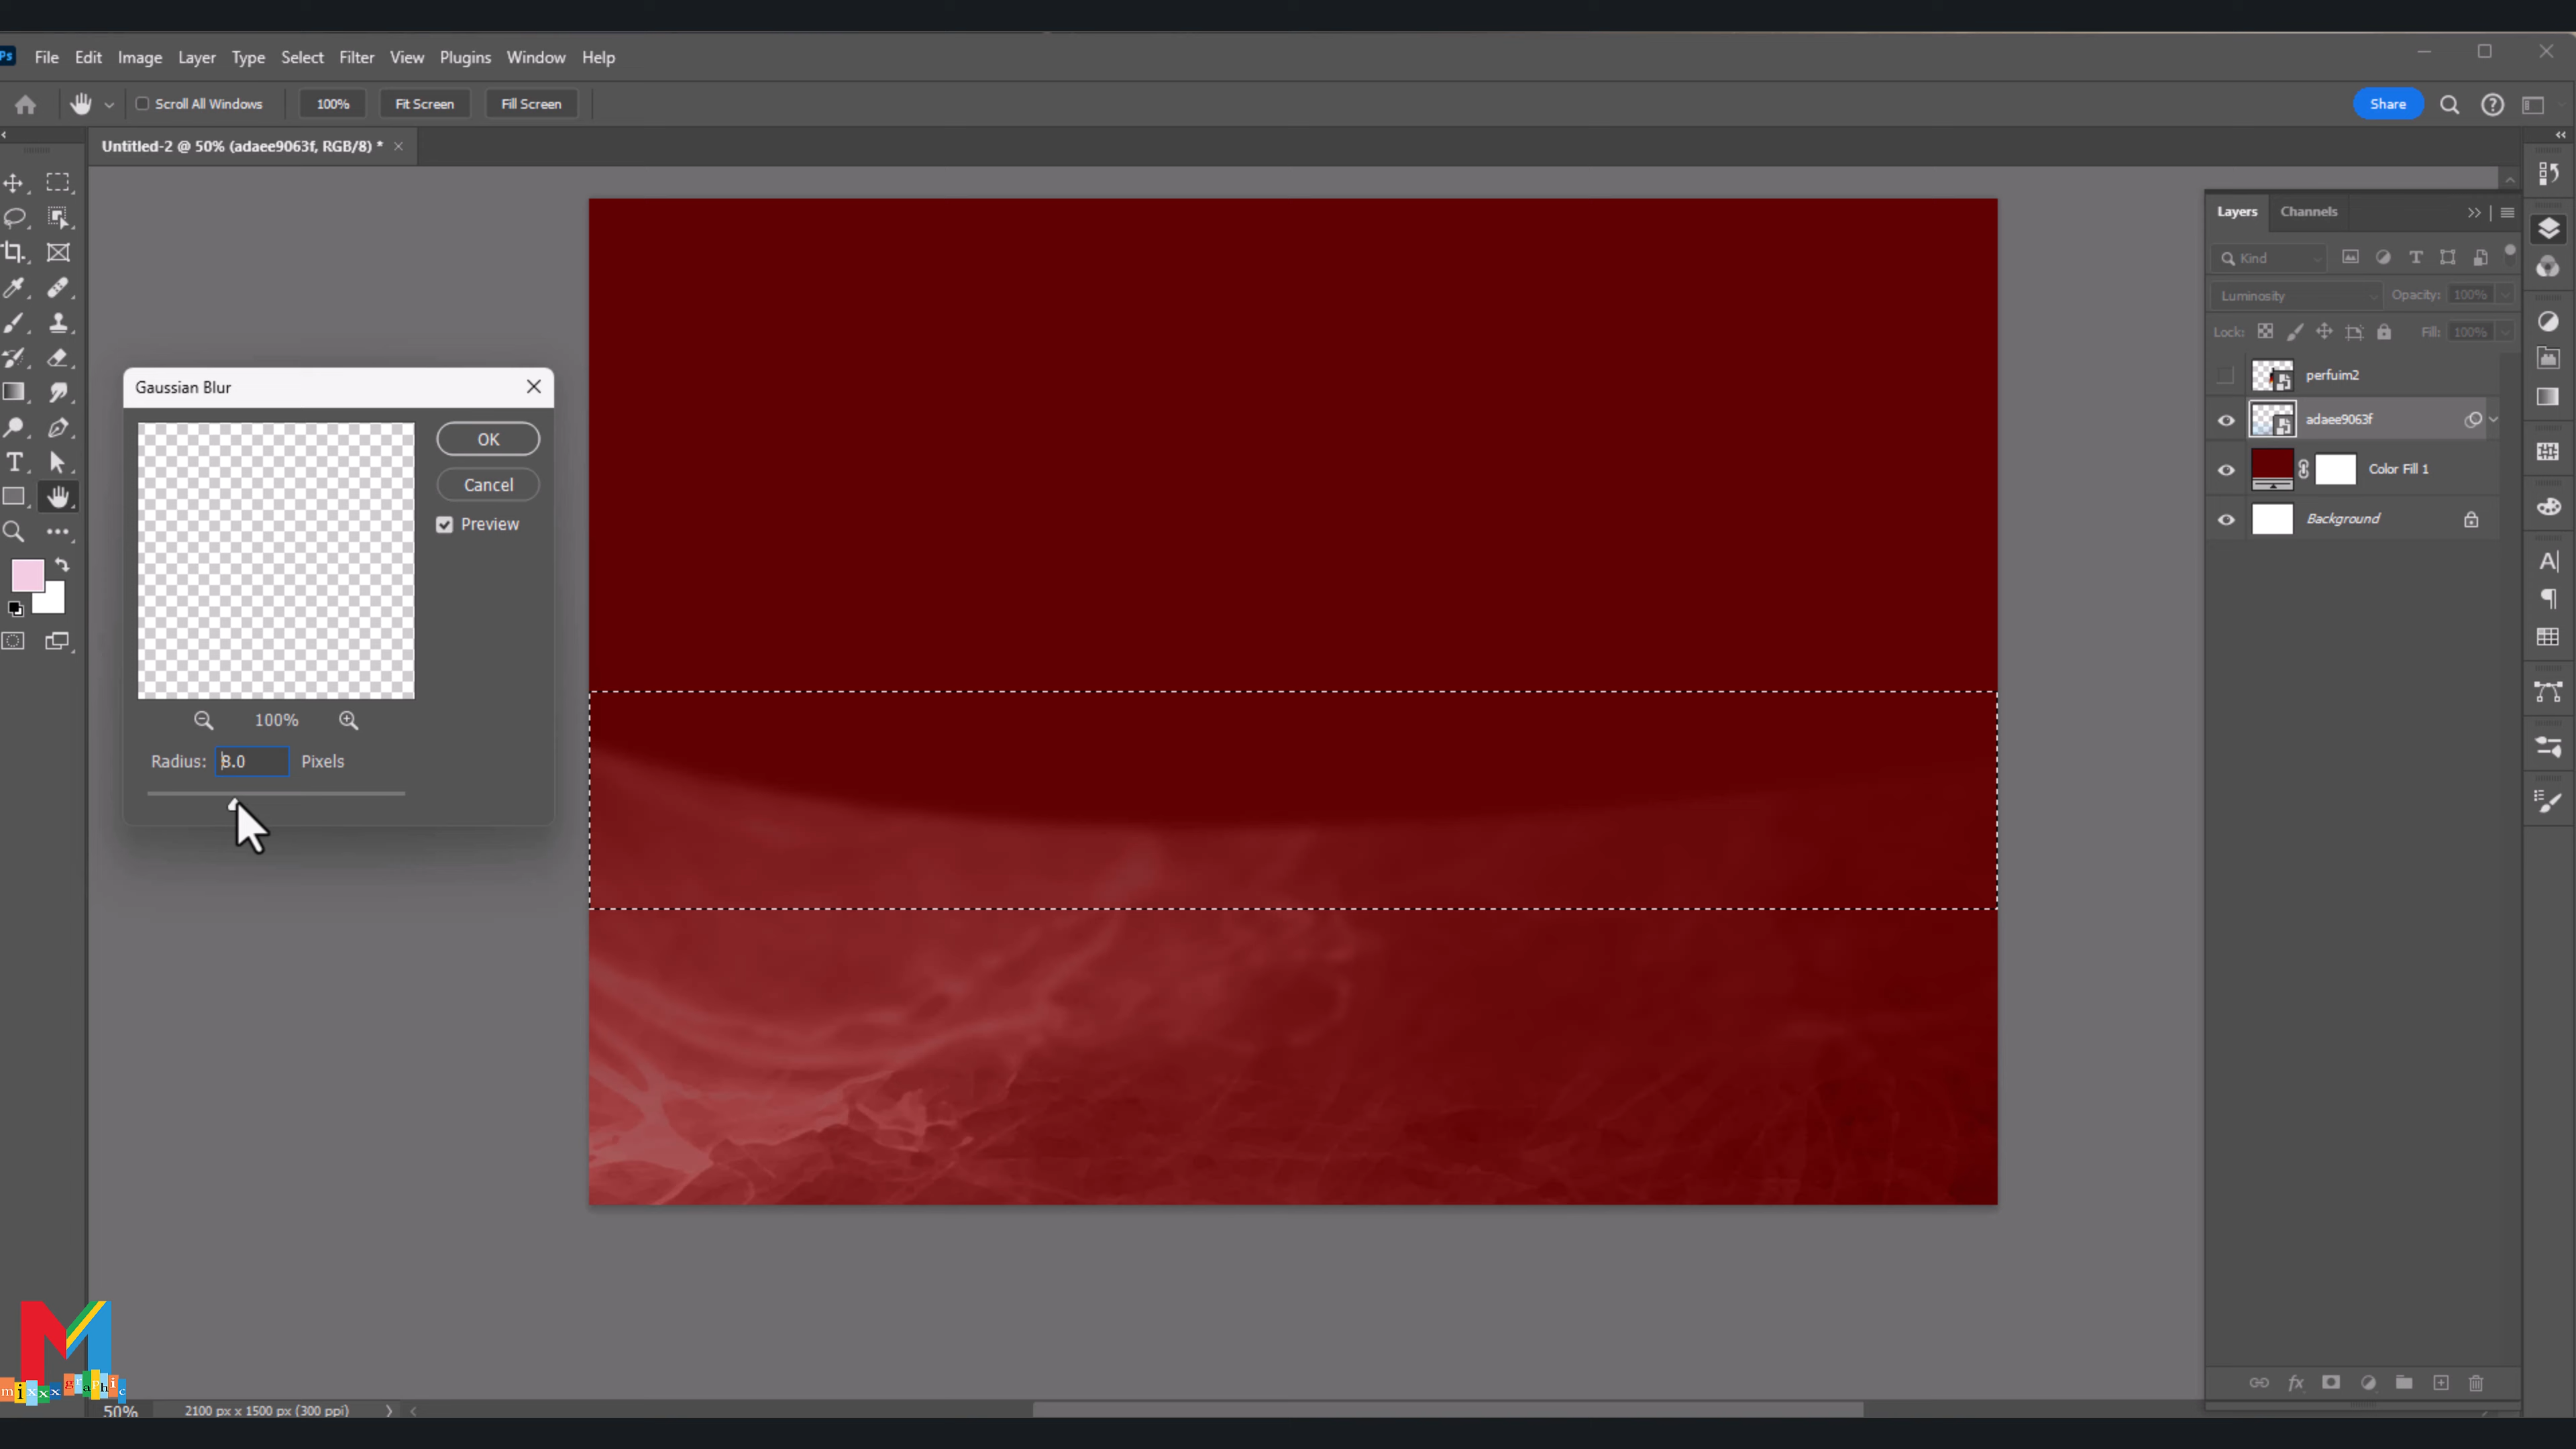 Ps File Edit Image Layer Type Select Filter View Plugins Window Help
Scroll All Windows 100% Fit Screen Fill Screen Share
Untitled-2 @ 50% (adaee9063f, RGB/8) *
Layers Channels
Kind
Luminosity Opacity: 100%
Lock: Fill: 100%
perfuim2
adaee9063f
Color Fill 1
Background
Gaussian Blur
OK
Cancel
Preview
100%
Radius: 8.0 Pixels
M
mixxx graphic
50% 2100 px x 1500 px (300 ppi)